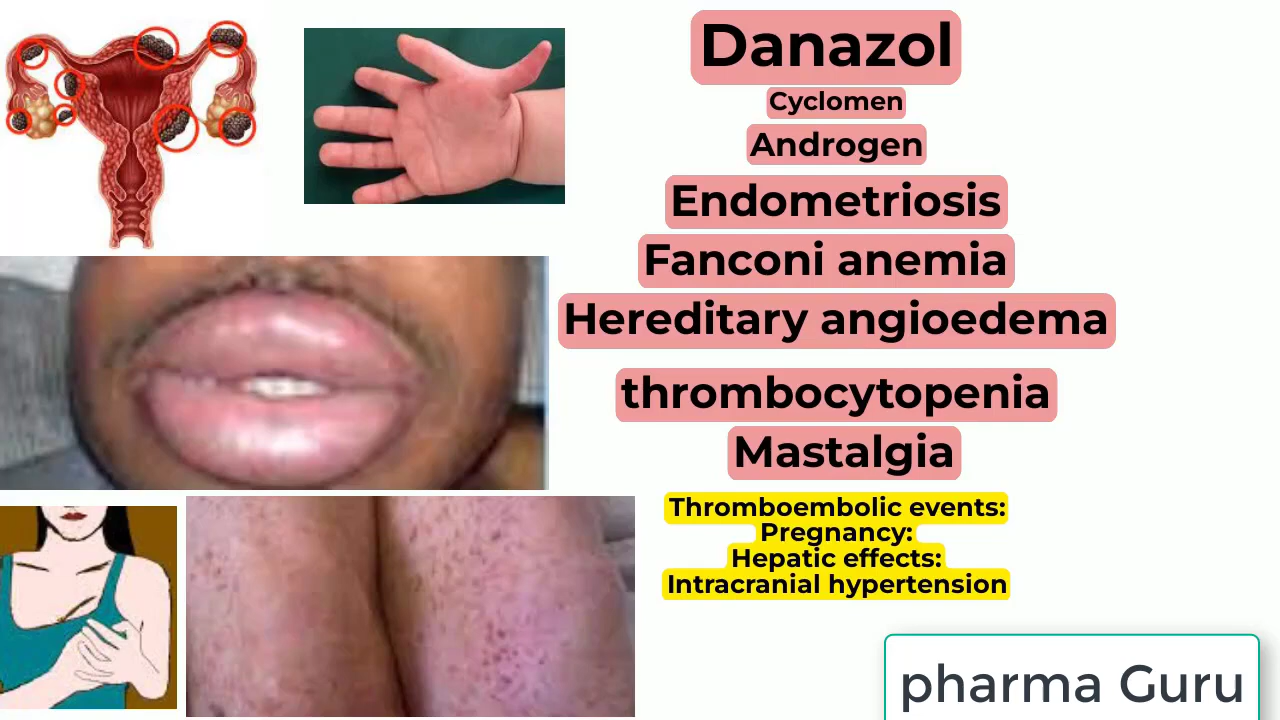 Danazol
Cyclomen
Androgen
Endometriosis
Fanconi anemia
Hereditary angioedema
thrombocytopenia
Mastalgia
Thromboembolic events:
Pregnancy:
Hepatic effects:
Intracranial hypertension
pharma Guru